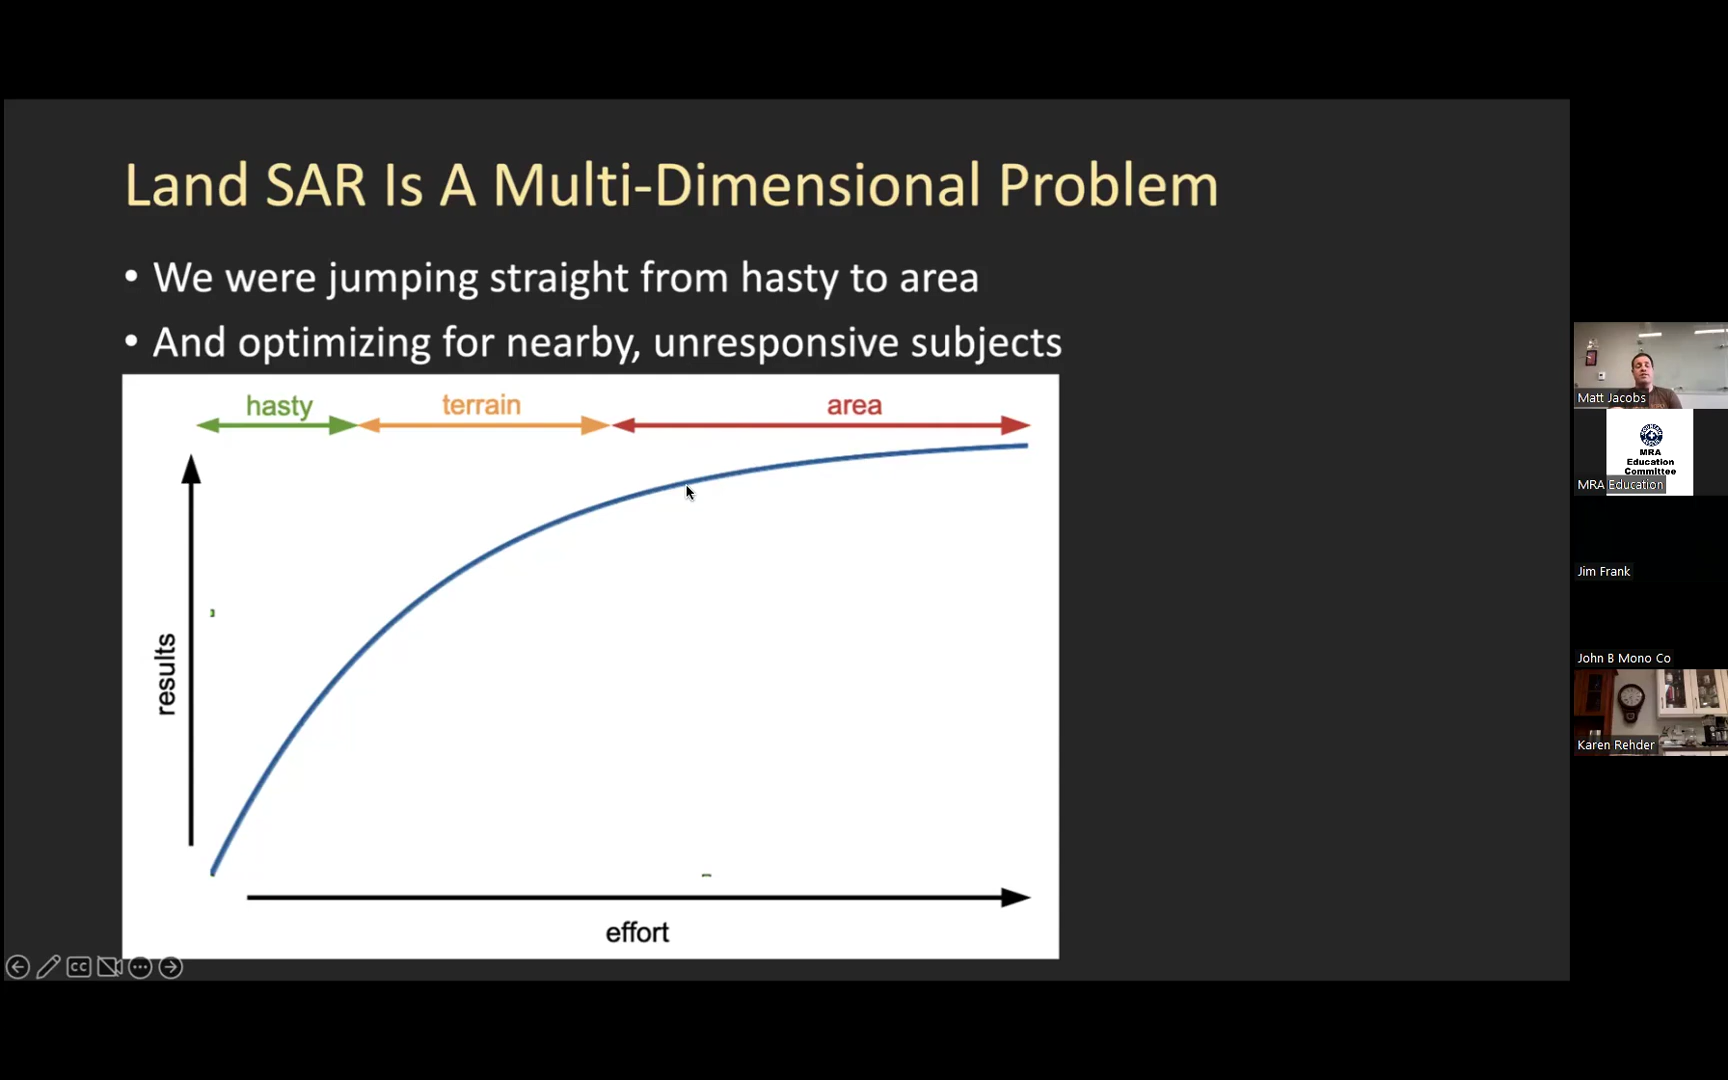 Land SAR Is A Multi-Dimensional Problem
• We were jumping straight from hasty to area
• And optimizing for nearby, unresponsive subjects
hasty
terrain
area
results
effort
CC
Matt Jacobs
MRA
Education
Committee
MRA Education
Jim Frank
John B Mono Co
Karen Rehder